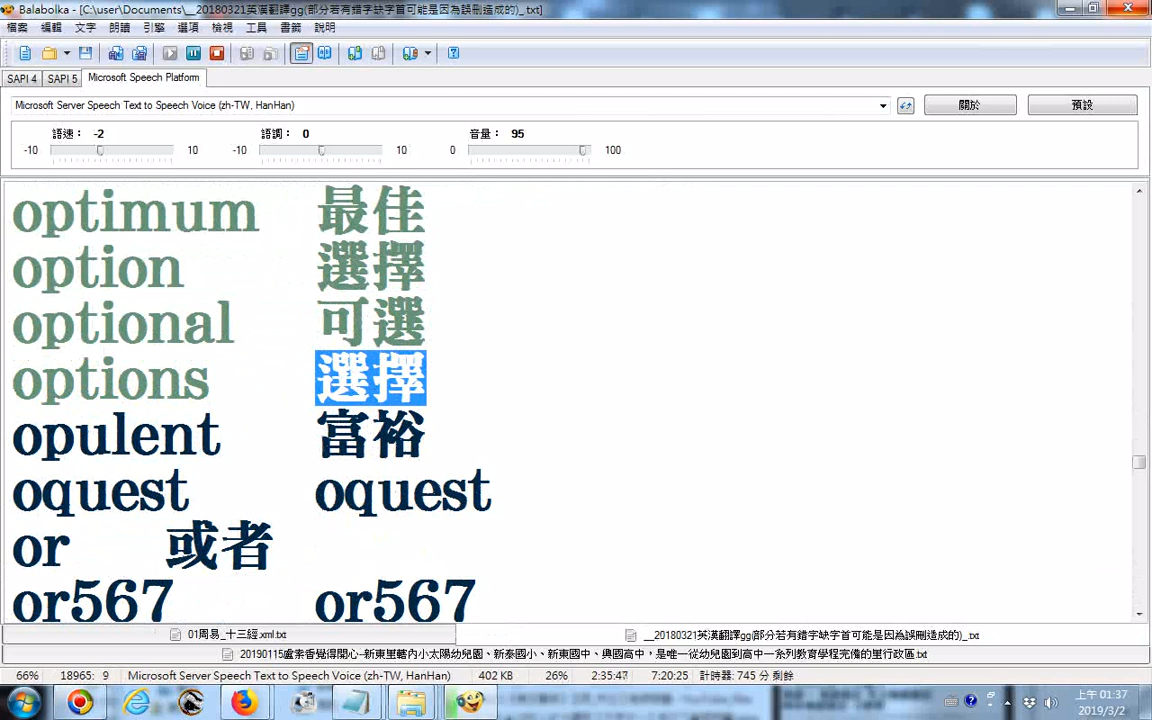 Balabolka - [C:\user\Documents\__20180321英漢翻譯gg(部分若有錯字缺字首可能是因為誤刪造成的)_.txt]
檔案 編輯 文字 朗讀 引擎 選項 檢視 工具 書籤 說明
SAPI 4 SAPI 5 Microsoft Speech Platform
Microsoft Server Speech Text to Speech Voice (zh-TW, HanHan) 關於 預設
語速： -2 語調： 0 音量： 95
-10 10 -10 10 0 100
optimum 最佳
option 選擇
optional 可選
options 選擇
opulent 富裕
oquest oquest
or 或者
or567 or567
01周易_十三經.xml.txt __20180321英漢翻譯gg(部分若有錯字缺字首可能是因為誤刪造成的)_.txt
20190115盧素香覺得開心-新東里轄內小太陽幼兒園、新泰國小、新東國中、興國高中，是唯一從幼兒園到高中一系列教育學程完備的里行政區.txt
66% 18965: 9 Microsoft Server Speech Text to Speech Voice (zh-TW, HanHan) 402 KB 26% 2:35:47 7:20:25 計時器: 745 分 剩餘
上午 01:37
2019/3/2